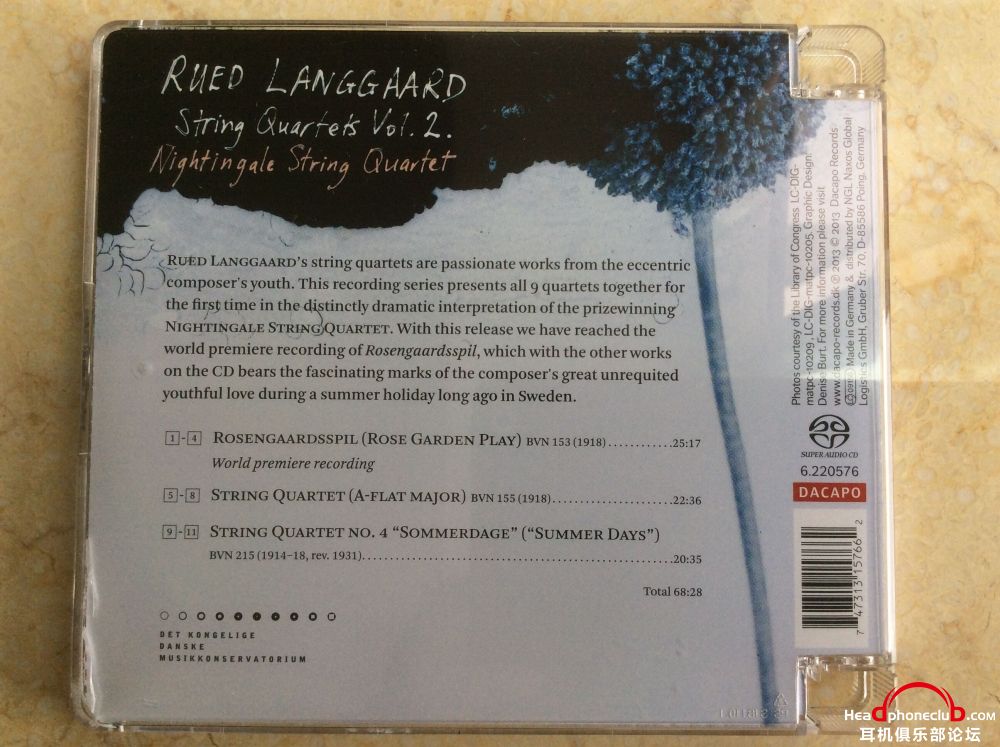 RUED LANGGAARD
String Quartets Vol. 2.
Nightingale String Quartet
RUED LANGGAARD's string quartets are passionate works from the eccentric
composer's youth. This recording series presents all 9 quartets together for
the first time in the distinctly dramatic interpretation of the prizewinning
NIGHTINGALE STRING QUARTET. With this release we have reached the
world premiere recording of Rosengaardsspil, which with the other works
on the CD bears the fascinating marks of the composer's great unrequited
youthful love during a summer holiday long ago in Sweden.
1-4 ROSENGAARDSSPIL (ROSE GARDEN PLAY) BVN 153 (1918)..........25:17
World premiere recording
5-8 STRING QUARTET (A-FLAT MAJOR) BVN 155 (1918)..........22:36
9-11 STRING QUARTET NO. 4 “SOMMERDAGE” (“SUMMER DAYS”)
BVN 215 (1914–18, rev. 1931)..........20:35
Total 68:28
DET KONGELIGE
DANSKE
MUSIKKONSERVATORIUM
Photos courtesy of the Library of Congress LC-DIG-
matpc-10209, LC-DIG-matpc-10205, Graphic Design:
Denise Burt. For more information please visit
www.dacapo-records.dk ℗ 2013 © 2013 Dacapo Records
Made in Germany & distributed by NGL Naxos Global
Logistics GmbH, Gruber Str. 70, D-85586 Poing, Germany
SUPER AUDIO CD
6.220576
DACAPO
7 47313 15766 2
HeadphoneclubD.COM
耳机俱乐部论坛